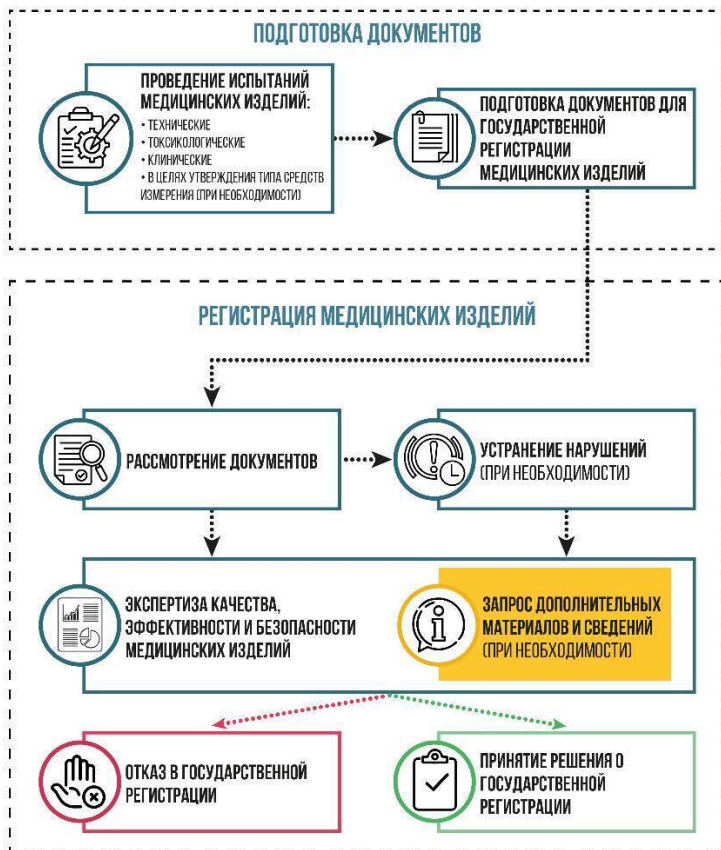 ПОДГОТОВКА ДОКУМЕНТОВ
ПРОВЕДЕНИЕ ИСПЫТАНИЙ
МЕДИЦИНСКИХ ИЗДЕЛИЙ:
• ТЕХНИЧЕСКИЕ
• ТОКСИКОЛОГИЧЕСКИЕ
• КЛИНИЧЕСКИЕ
• В ЦЕЛЯХ УТВЕРЖДЕНИЯ ТИПА СРЕДСТВ
ИЗМЕРЕНИЯ (ПРИ НЕОБХОДИМОСТИ)
ПОДГОТОВКА ДОКУМЕНТОВ ДЛЯ
ГОСУДАРСТВЕННОЙ
РЕГИСТРАЦИИ
МЕДИЦИНСКИХ ИЗДЕЛИЙ
РЕГИСТРАЦИЯ МЕДИЦИНСКИХ ИЗДЕЛИЙ
РАССМОТРЕНИЕ ДОКУМЕНТОВ
УСТРАНЕНИЕ НАРУШЕНИЙ
(ПРИ НЕОБХОДИМОСТИ)
ЭКСПЕРТИЗА КАЧЕСТВА,
ЭФФЕКТИВНОСТИ И БЕЗОПАСНОСТИ
МЕДИЦИНСКИХ ИЗДЕЛИЙ
ЗАПРОС ДОПОЛНИТЕЛЬНЫХ
МАТЕРИАЛОВ И СВЕДЕНИЙ
(ПРИ НЕОБХОДИМОСТИ)
ОТКАЗ В ГОСУДАРСТВЕННОЙ
РЕГИСТРАЦИИ
ПРИНЯТИЕ РЕШЕНИЯ О
ГОСУДАРСТВЕННОЙ
РЕГИСТРАЦИИ